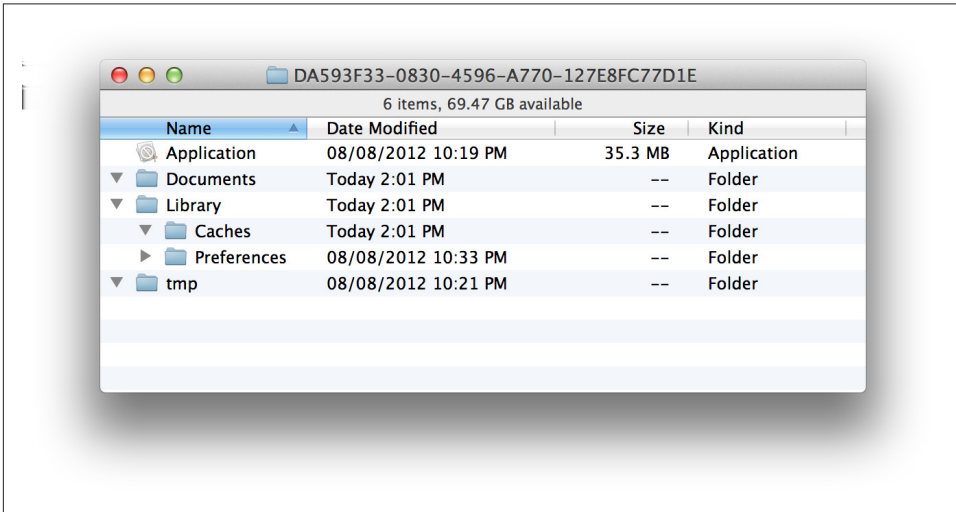 DA593F33-0830-4596-A770-127E8FC77D1E
6 items, 69.47 GB available
Name Date Modified Size Kind
Application 08/08/2012 10:19 PM 35.3 MB Application
Documents Today 2:01 PM -- Folder
Library Today 2:01 PM -- Folder
Caches Today 2:01 PM -- Folder
Preferences 08/08/2012 10:33 PM -- Folder
tmp 08/08/2012 10:21 PM -- Folder